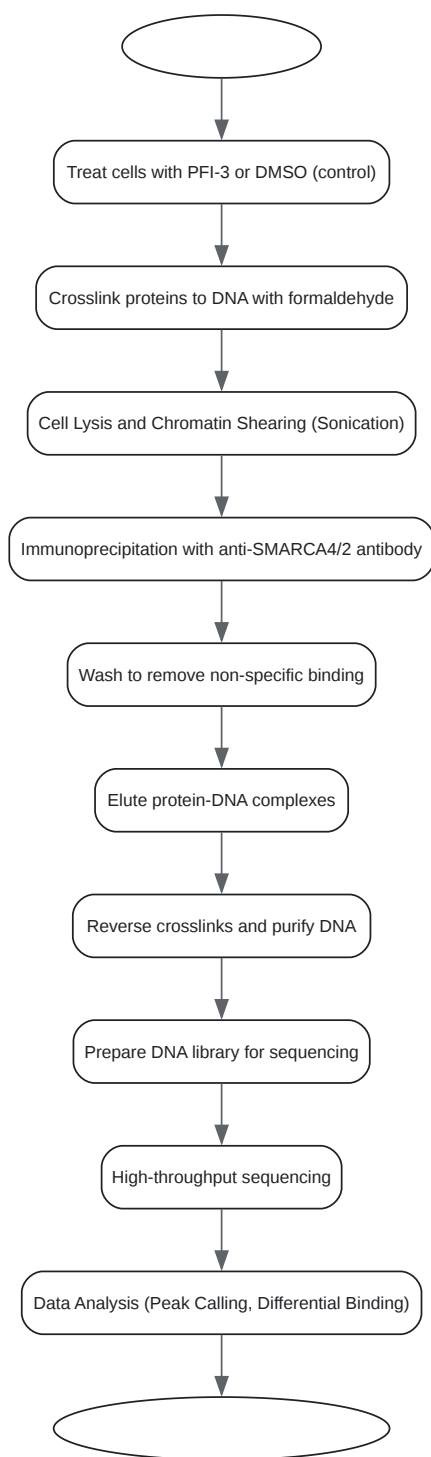 Treat cells with PFI-3 or DMSO (control)
Crosslink proteins to DNA with formaldehyde
Cell Lysis and Chromatin Shearing (Sonication)
Immunoprecipitation with anti-SMARCA4/2 antibody
Wash to remove non-specific binding
Elute protein-DNA complexes
Reverse crosslinks and purify DNA
Prepare DNA library for sequencing
High-throughput sequencing
Data Analysis (Peak Calling, Differential Binding)